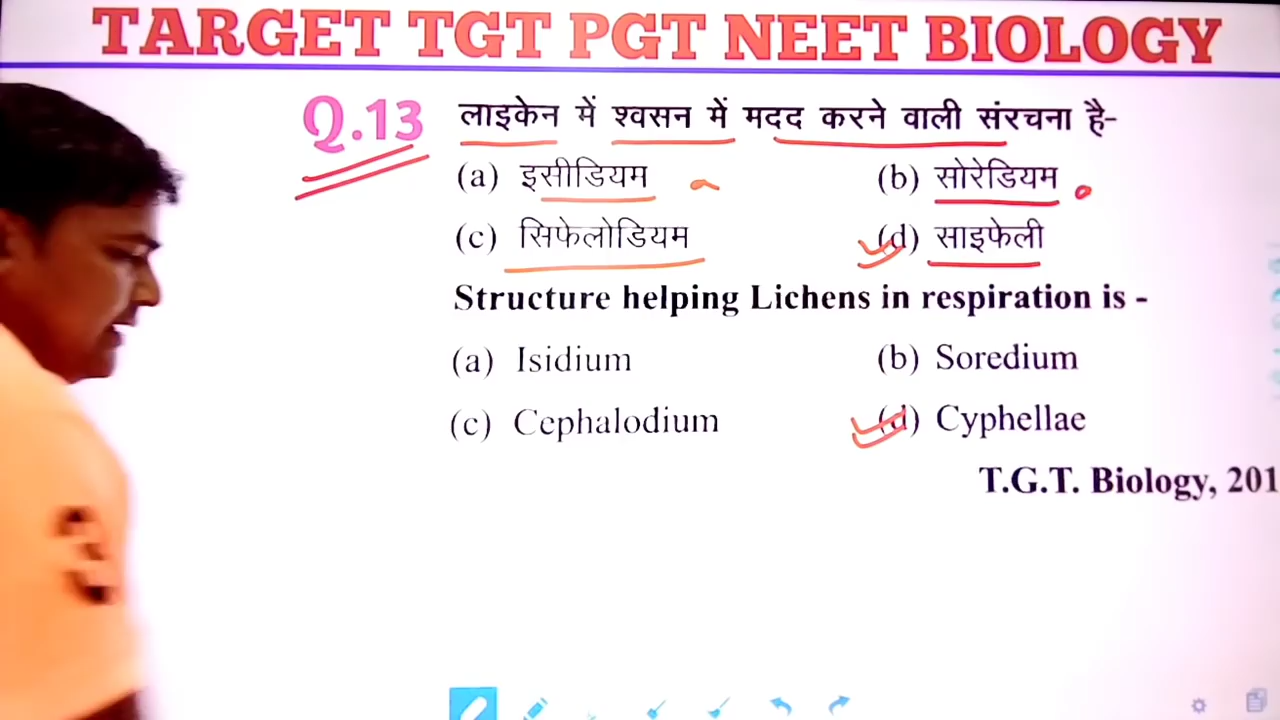 TARGET TGT PGT NEET BIOLOGY
Q.13 लाइकेन में श्वसन में मदद करने वाली संरचना है-
(a) इसीडियम (b) सोरेडियम
(c) सिफेलोडियम (d) साइफेली
Structure helping Lichens in respiration is -
(a) Isidium (b) Soredium
(c) Cephalodium (d) Cyphellae
T.G.T. Biology, 201